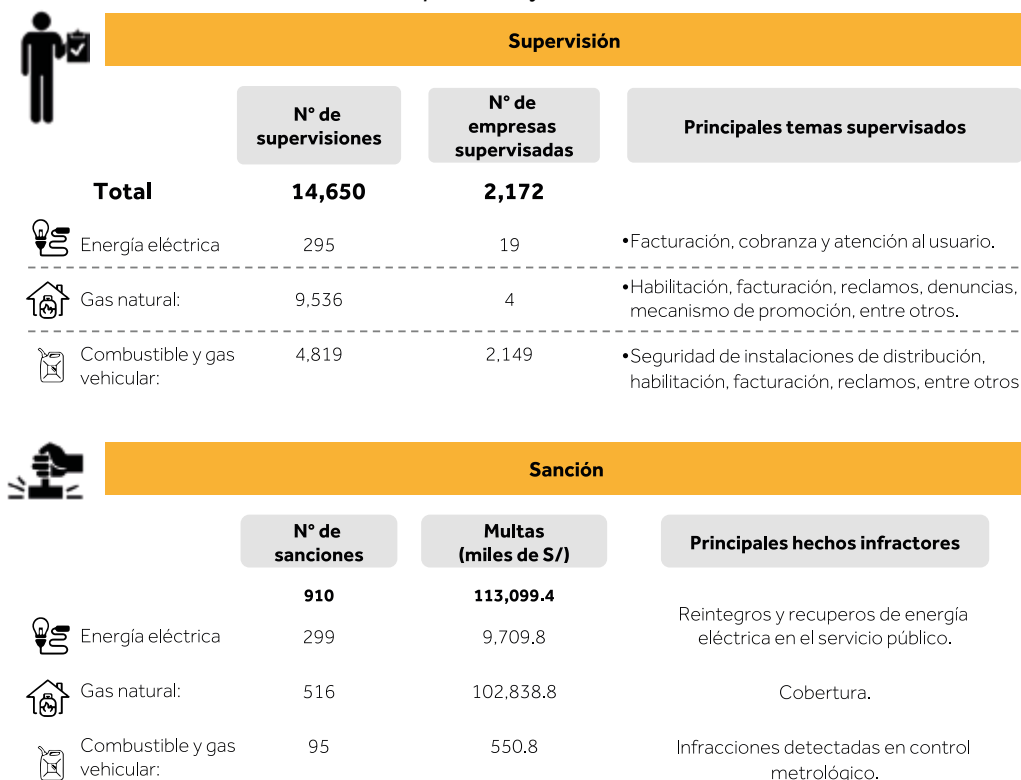 Supervisión
N° de
supervisiones
N° de
empresas
supervisadas
Principales temas supervisados
Total 14,650 2,172
Energía eléctrica 295 19 •Facturación, cobranza y atención al usuario.
Gas natural: 9,536 4 •Habilitación, facturación, reclamos, denuncias,
mecanismo de promoción, entre otros.
Combustible y gas 4,819 2,149 •Seguridad de instalaciones de distribución,
vehicular: habilitación, facturación, reclamos, entre otros
Sanción
N° de
sanciones
Multas
(miles de S/)
Principales hechos infractores
910 113,099.4
Energía eléctrica 299 9,709.8 Reintegros y recuperos de energía
eléctrica en el servicio público.
Gas natural: 516 102,838.8 Cobertura.
Combustible y gas 95 550.8 Infracciones detectadas en control
vehicular: metrológico.